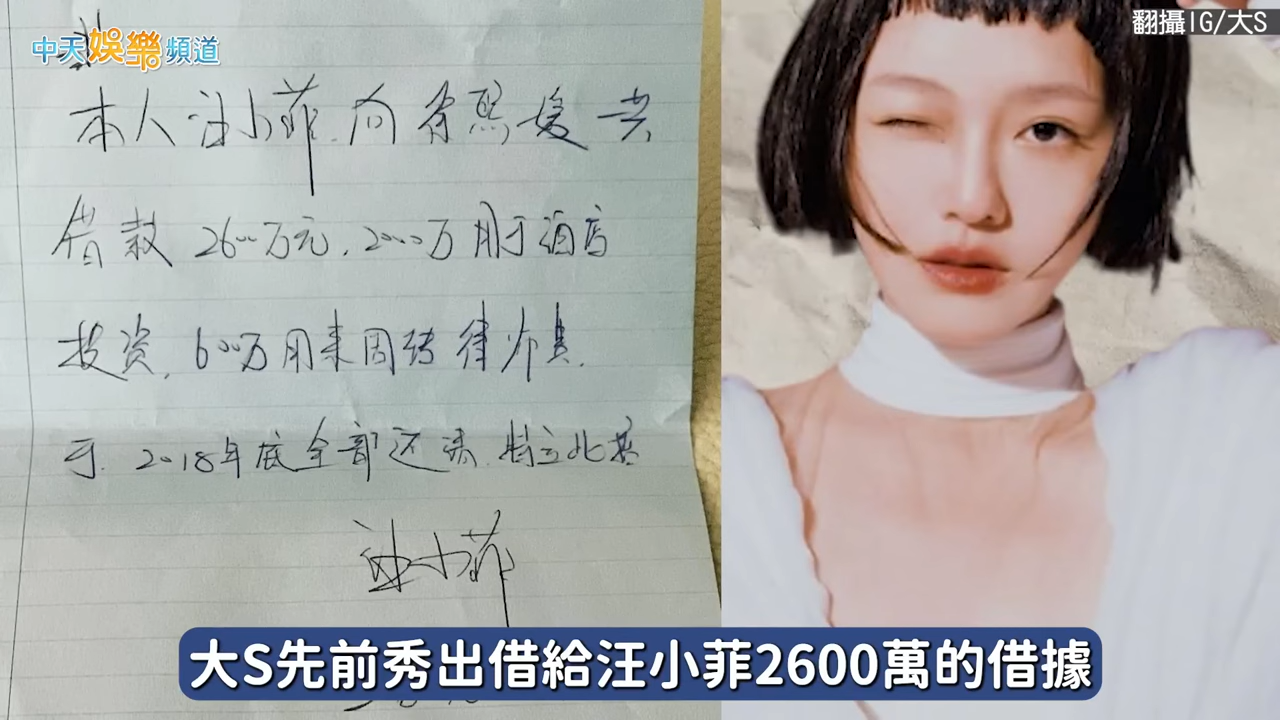 中天娛樂頻道
翻攝IG/大S
本人汪小菲向徐熙媛共
借款2600万元,2000万用于酒店
投资,600万用来周转
于2018年底全部还清.特立此
汪小菲
大S先前秀出借給汪小菲2600萬的借據